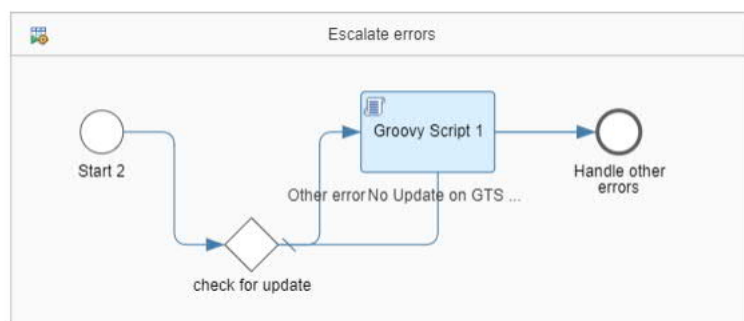 Escalate errors
Groovy Script 1
Start 2
Handle other
errors
Other error
No Update on GTS ...
check for update